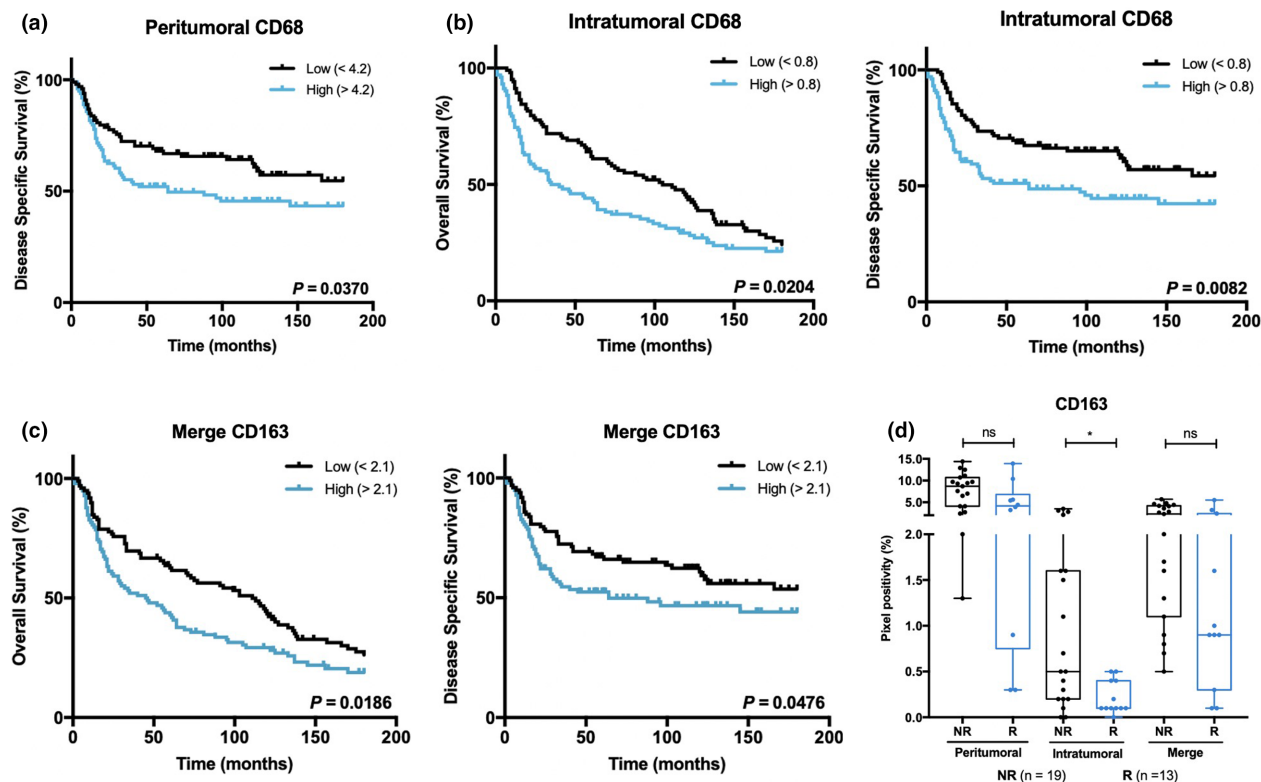 (a)
Peritumoral CD68
Low (< 4.2)
High (> 4.2)
Disease Specific Survival (%)
100
50
0
P = 0.0370
0 50 100 150 200
Time (months)
(b)
Intratumoral CD68
Low (< 0.8)
High (> 0.8)
Overall Survival (%)
100
50
0
P = 0.0204
0 50 100 150 200
Time (months)
Intratumoral CD68
Low (< 0.8)
High (> 0.8)
Disease Specific Survival (%)
100
50
0
P = 0.0082
0 50 100 150 200
Time (months)
(c)
Merge CD163
Low (< 2.1)
High (> 2.1)
Overall Survival (%)
100
50
0
P = 0.0186
0 50 100 150 200
Time (months)
Merge CD163
Low (< 2.1)
High (> 2.1)
Disease Specific Survival (%)
100
50
0
P = 0.0476
0 50 100 150 200
Time (months)
(d)
CD163
ns * ns
Pixel positivity (%)
15.0
10.0
5.0
2.0
1.5
1.0
0.5
0.0
NR R NR R NR R
Peritumoral Intratumoral Merge
NR (n = 19) R (n =13)